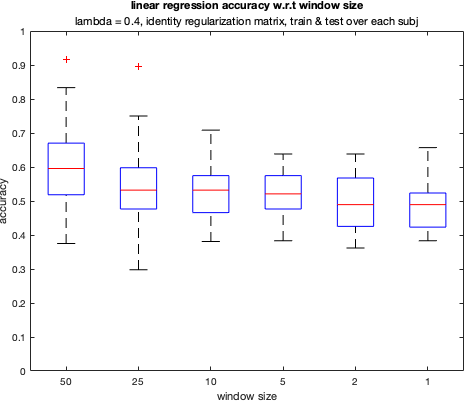 linear regression accuracy w.r.t window size
lambda = 0.4, identity regularization matrix, train & test over each subj
1
0.9
0.8
0.7
0.6
0.5
0.4
0.3
0.2
0.1
0
accuracy
50 25 10 5 2 1
window size